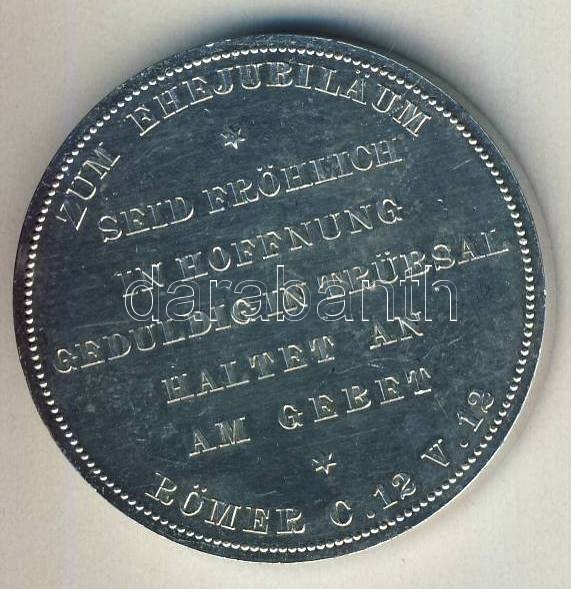 ZUM EHEJUBILÄUM
SEID FRÖHLICH
IN HOFFNUNG
GEDULDIG IN TRÜBSAL
HALTET AN
AM GEBET
RÖMER C. 12 V. 12
darabanth